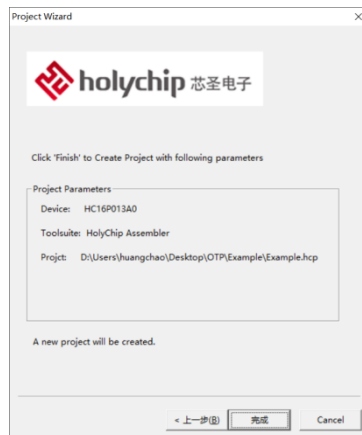 Project Wizard
holychip 芯圣电子
Click 'Finish' to Create Project with following parameters
Project Parameters
Device: HC16P013A0
Toolsuite: HolyChip Assembler
Projct: D:\Users\huangchao\Desktop\OTP\Example\Example.hcp
A new project will be created.
< 上一步(B) 完成 Cancel